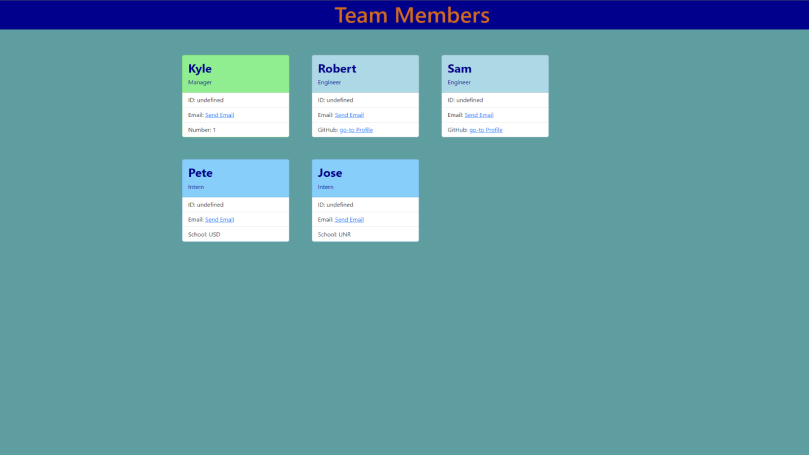 Team Members
Kyle
Manager
ID: undefined
Email: Send Email
Number: 1
Robert
Engineer
ID: undefined
Email: Send Email
GitHub: go-to Profile
Sam
Engineer
ID: undefined
Email: Send Email
GitHub: go-to Profile
Pete
Intern
ID: undefined
Email: Send Email
School: USD
Jose
Intern
ID: undefined
Email: Send Email
School: UNR